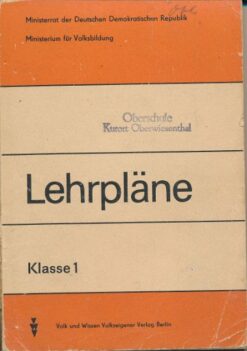 Ministerrat der Deutschen Demokratischen Republik
Ministerium für Volksbildung
Oberschule
Kurort Oberwiesenthal
Lehrpläne
Klasse 1
Volk und Wissen Volkseigener Verlag Berlin